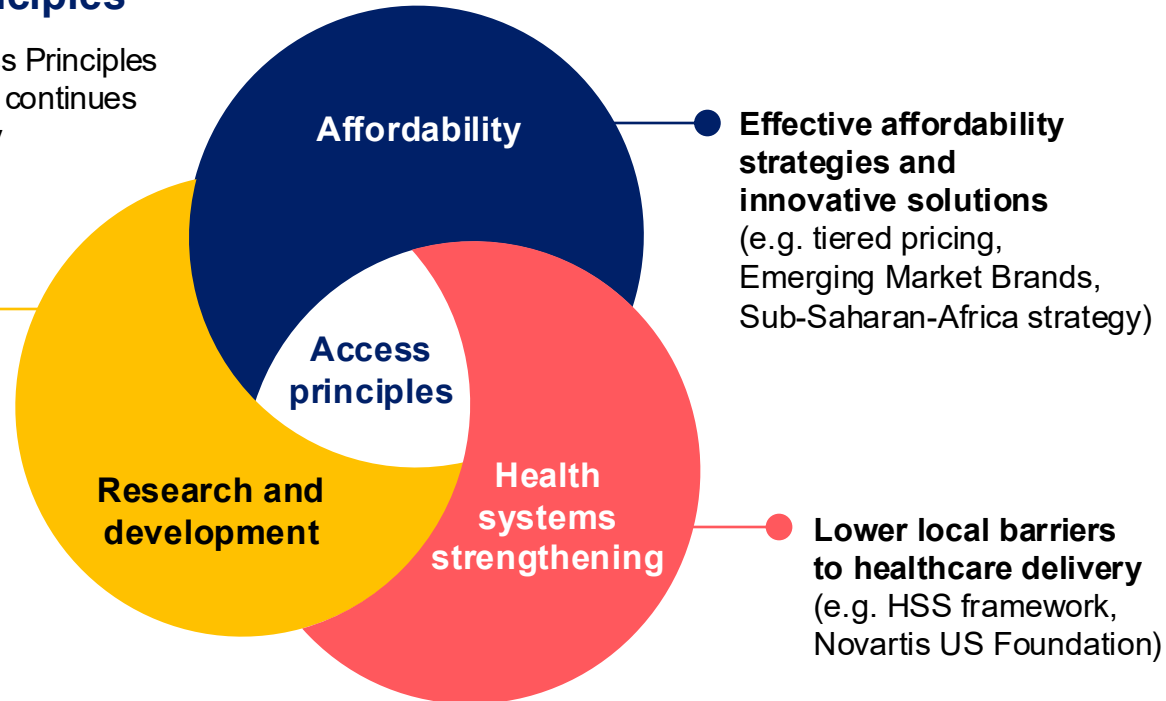 s Principles
continues
Affordability
Effective affordability
strategies and
innovative solutions
(e.g. tiered pricing,
Emerging Market Brands,
Sub-Saharan-Africa strategy)
Access
principles
Research and
development
Health
systems
strengthening
Lower local barriers
to healthcare delivery
(e.g. HSS framework,
Novartis US Foundation)